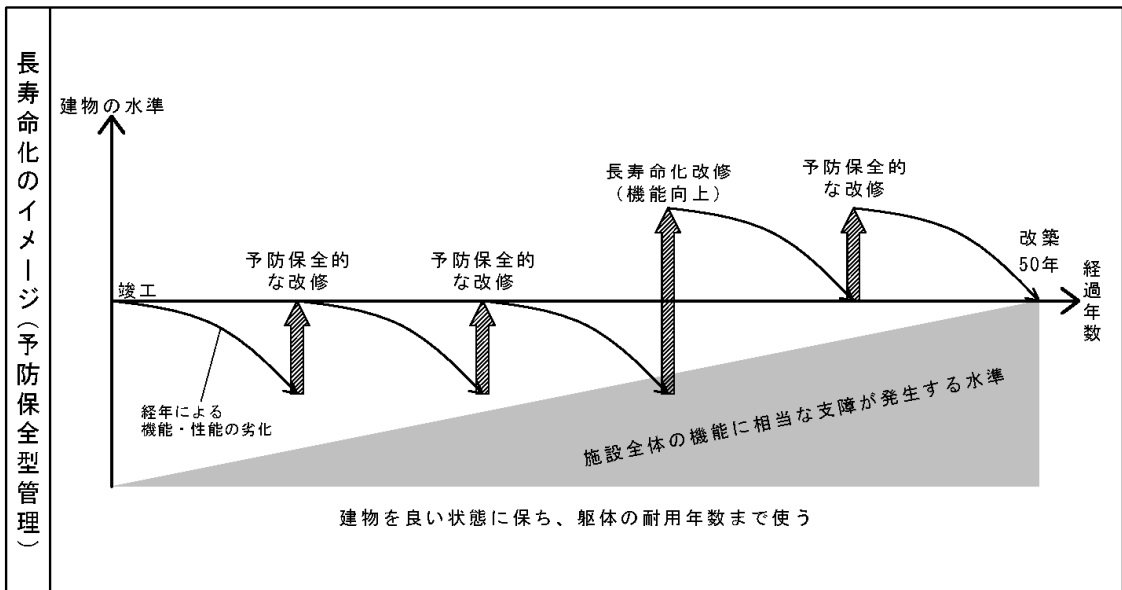 長寿命化のイメージ(予防保全型管理)
建物の水準
長寿命化改修
(機能向上)
予防保全的
な改修
予防保全的
な改修
予防保全的
な改修
改築
50年
経過年数
竣工
経年による
機能・性能の劣化
施設全体の機能に相当な支障が発生する水準
建物を良い状態に保ち、躯体の耐用年数まで使う